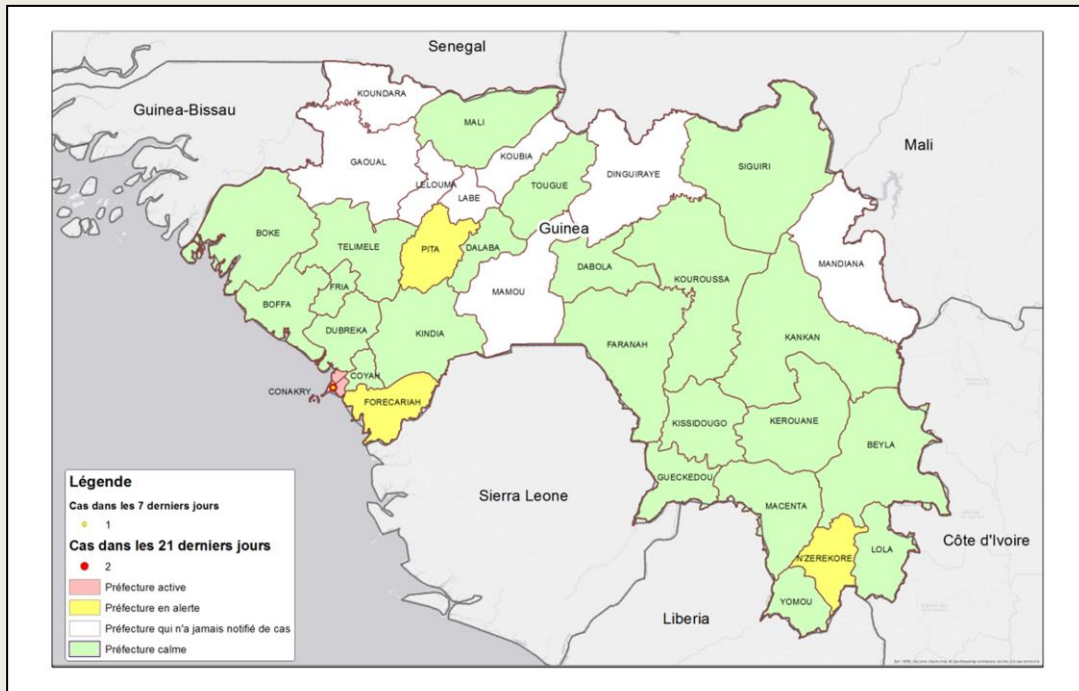 Senegal
Guinea-Bissau
KOUNDARA
MALI
Mali
GAOUAL
KOUBIA
SIGUIRI
LELOUMA
DINGUIRAYE
LABE
TOUGUE
BOKE
TELIMELE
PITA
DALABA
Guinea
MANDIANA
DABOLA
KOUROUSSA
FRIA
MAMOU
BOFFA
DUBREKA
KINDIA
KANKAN
FARANAH
COYAH
CONAKRY
FORECARIAH
KISSIDOUGO
KEROUANE
BEYLA
GUECKEDOU
Sierra Leone
MACENTA
Côte d'Ivoire
N'ZEREKORE
LOLA
YOMOU
Liberia
Légende
Cas dans les 7 derniers jours
1
Cas dans les 21 derniers jours
2
Préfecture active
Préfecture en alerte
Préfecture qui n'a jamais notifié de cas
Préfecture calme